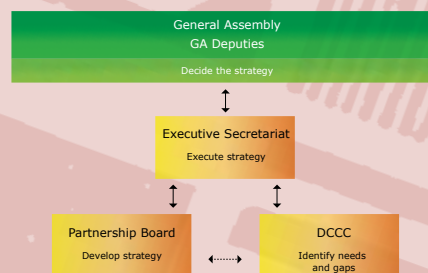 General Assembly
GA Deputies
Decide the strategy
Executive Secretariat
Execute strategy
Partnership Board
Develop strategy
DCCC
Identify needs
and gaps